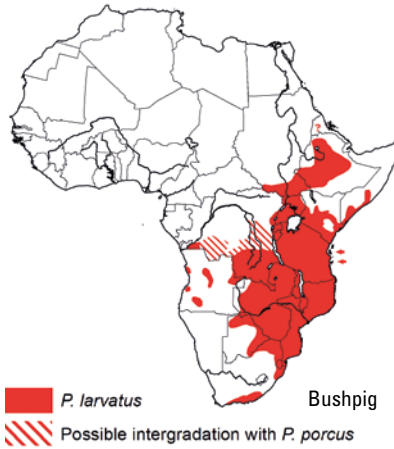 ?
Bushpig
P. larvatus
Possible intergradation with P. porcus